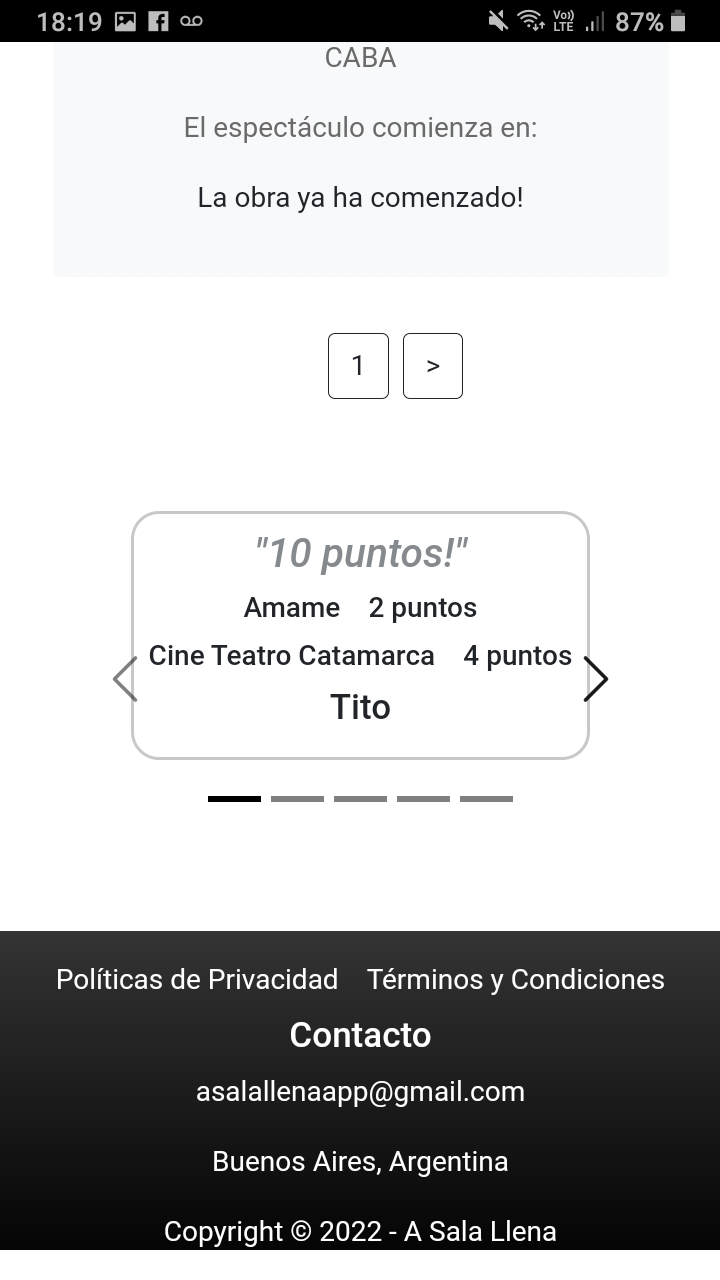 18:19 Vo)) LTE 87%
CABA
El espectáculo comienza en:
La obra ya ha comenzado!
1 >
"10 puntos!"
Amame 2 puntos
Cine Teatro Catamarca 4 puntos
Tito
Políticas de Privacidad Términos y Condiciones
Contacto
asalallenaapp@gmail.com
Buenos Aires, Argentina
Copyright © 2022 - A Sala Llena